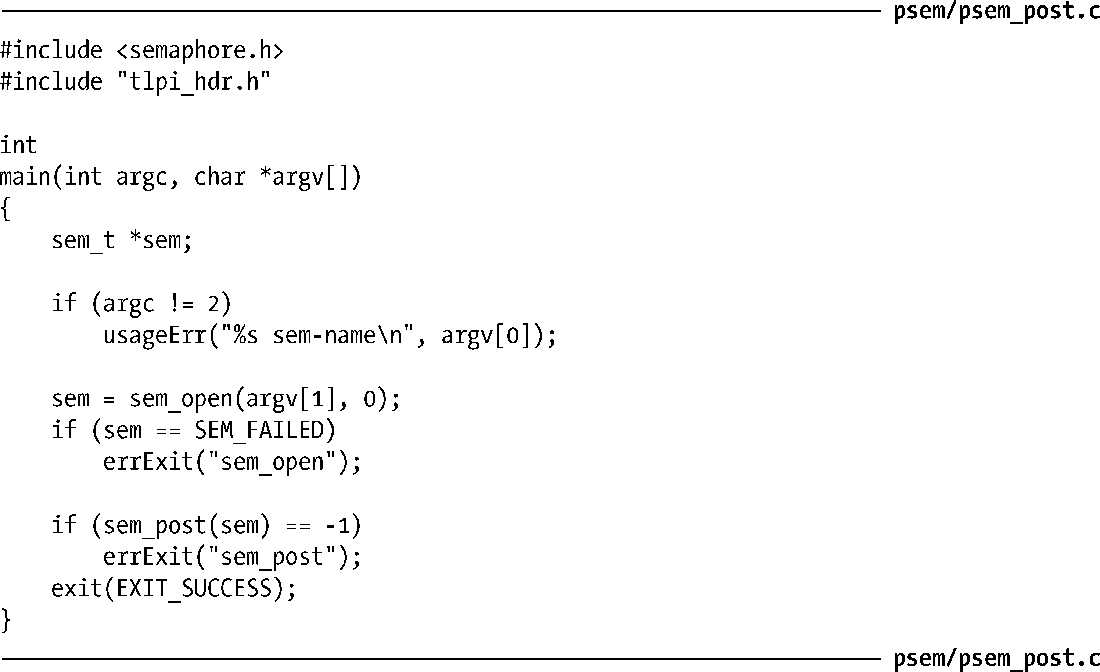 psem/psem_post.c
#include <semaphore.h>
#include "tlpi_hdr.h"
int
main(int argc, char *argv[])
{
    sem_t *sem;
    if (argc != 2)
        usageErr("%s sem-name\n", argv[0]);
    sem = sem_open(argv[1], 0);
    if (sem == SEM_FAILED)
        errExit("sem_open");
    if (sem_post(sem) == -1)
        errExit("sem_post");
    exit(EXIT_SUCCESS);
}
psem/psem_post.c